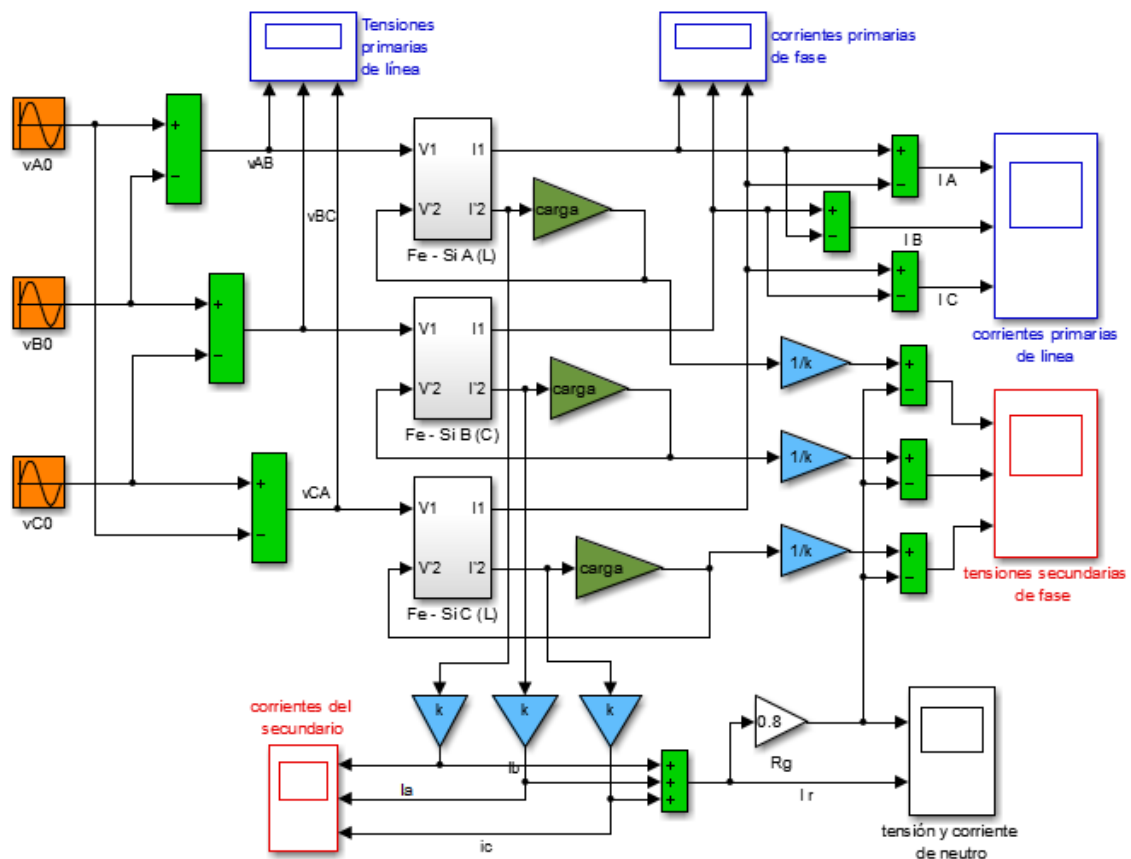 Tensiones
primarias
de línea
corrientes primarias
de fase
vA0
+
−
vAB
V1
I1
V'2
I'2
Fe - Si A (L)
carga
+
−
I A
+
−
I B
+
−
I C
corrientes primarias
de linea
vBC
vB0
+
−
V1
I1
V'2
I'2
Fe - Si B (C)
carga
1/k
+
−
1/k
+
−
vC0
+
−
vCA
V1
I1
V'2
I'2
Fe - Si C (L)
carga
1/k
+
−
tensiones secundarias
de fase
k
k
k
corrientes del
secundario
Ib
Ia
ic
+
+
+
0.8
Rg
I r
tensión y corriente
de neutro